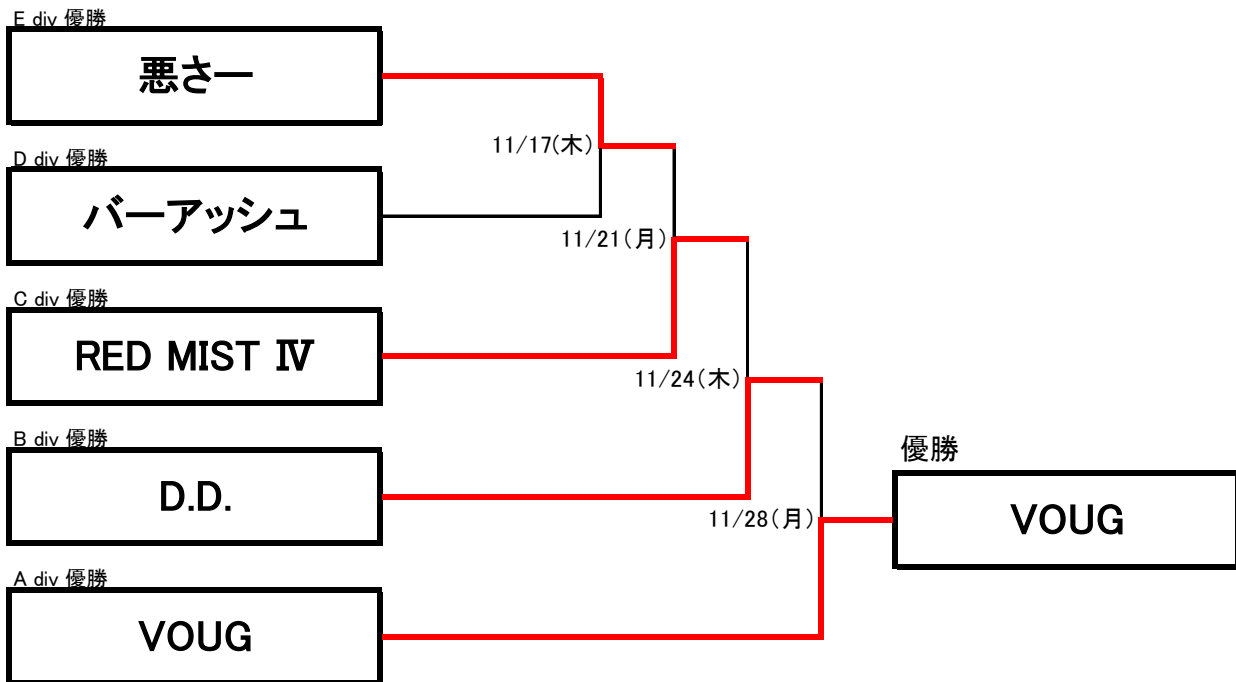 E div 優勝
悪さー
11/17(木)
D div 優勝
バーアッシュ
11/21(月)
C div 優勝
RED MIST Ⅳ
11/24(木)
B div 優勝
D.D.
優勝
VOUG
11/28(月)
A div 優勝
VOUG